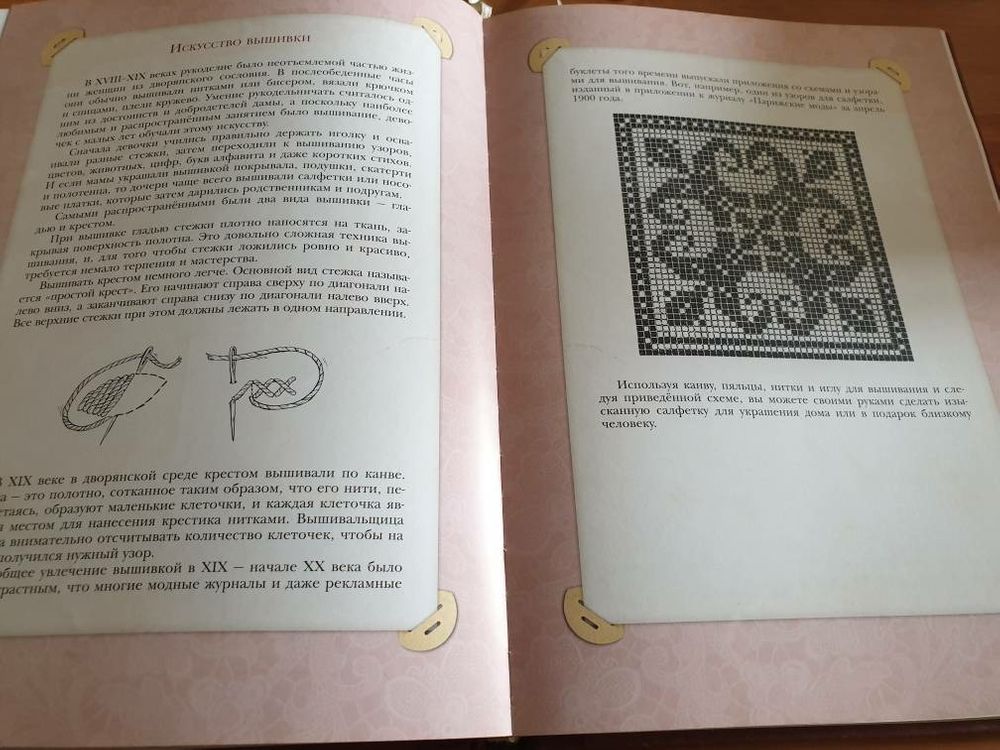 Искусство вышивки
В XVIII-XIX веках рукоделие было неотъемлемой частью жиз-
ни женщин из дворянского сословия. В послеобеденные часы
они обычно вышивали нитками или бисером, вязали крючком
и спицами, плели кружево. Умение рукодельничать считалось од-
ним из достоинств и добродетелей дамы, а поскольку наиболее
любимым и распространённым занятием было вышивание, дево-
чек с малых лет обучали этому искусству.
Сначала девочки учились правильно держать иголку и осва-
ивали разные стежки, затем переходили к вышиванию узоров,
цветов, животных, цифр, букв алфавита и даже коротких стихов.
И если мамы украшали вышивкой покрывала, подушки, скатерти
и полотенца, то дочери чаще всего вышивали салфетки или носо-
вые платки, которые затем дарились родственникам и подругам.
Самыми распространёнными были два вида вышивки — гла-
дью и крестом.
При вышивке гладью стежки плотно наносятся на ткань, за-
крывая поверхность полотна. Это довольно сложная техника вы-
шивания, и, для того чтобы стежки ложились ровно и красиво,
требуется немало терпения и мастерства.
Вышивать крестом немного легче. Основной вид стежка называ-
ется «простой крест». Его начинают справа сверху по диагонали на-
лево вниз, а заканчивают справа снизу по диагонали налево вверх.
Все верхние стежки при этом должны лежать в одном направлении.
В XIX веке в дворянской среде крестом вышивали по канве.
а — это полотно, сотканное таким образом, что его нити, пе-
етаясь, образуют маленькие клеточки, и каждая клеточка яв-
я местом для нанесения крестика нитками. Вышивальщица
а внимательно отсчитывать количество клеточек, чтобы на
получился нужный узор.
общее увлечение вышивкой в XIX — начале XX века было
трастным, что многие модные журналы и даже рекламные
буклеты того времени выпускали приложения со схемами и узора-
ми для вышивания. Вот, например, один из узоров для салфетки,
изданный в приложении к журналу «Парижские моды» за апрель
1900 года.
Используя канву, пяльцы, нитки и иглу для вышивания и сле-
дуя приведённой схеме, вы можете своими руками сделать изы-
сканную салфетку для украшения дома или в подарок близкому
человеку.